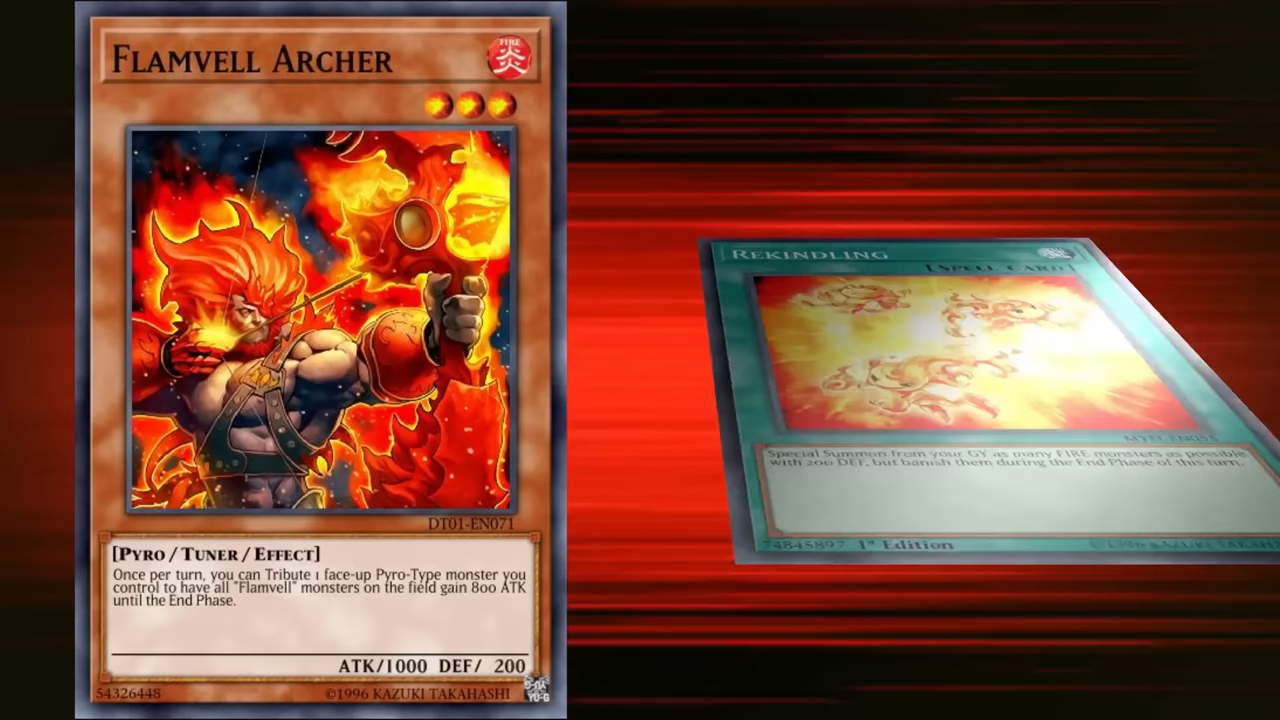 FLAMVELL ARCHER
FIRE
炎
DT01-EN071
[PYRO / TUNER / EFFECT]
Once per turn, you can Tribute 1 face-up Pyro-Type monster you
control to have all "Flamvell" monsters on the field gain 800 ATK
until the End Phase.
ATK/1000 DEF/ 200
54326448
©1996 KAZUKI TAKAHASHI
REKINDLING
[SPELL CARD]
Special Summon from your GY as many FIRE monsters as possible
with 200 DEF, but banish them during the End Phase of this turn.
74845897 1st Edition
©1996 KAZUKI TAKAHASHI